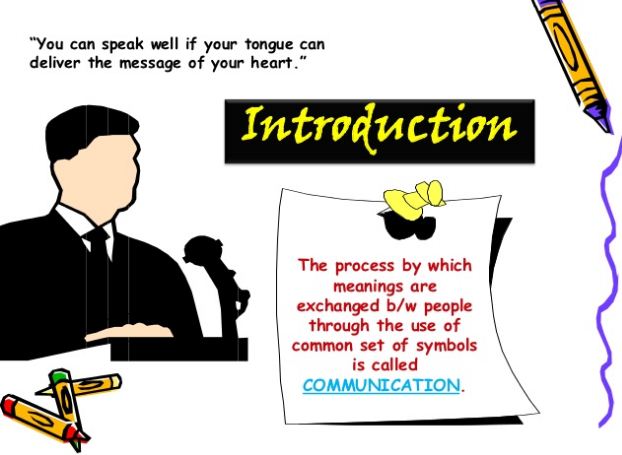 “You can speak well if your tongue can
deliver the message of your heart.”
Introduction
The process by which
meanings are
exchanged b/w people
through the use of
common set of symbols
is called
COMMUNICATION.